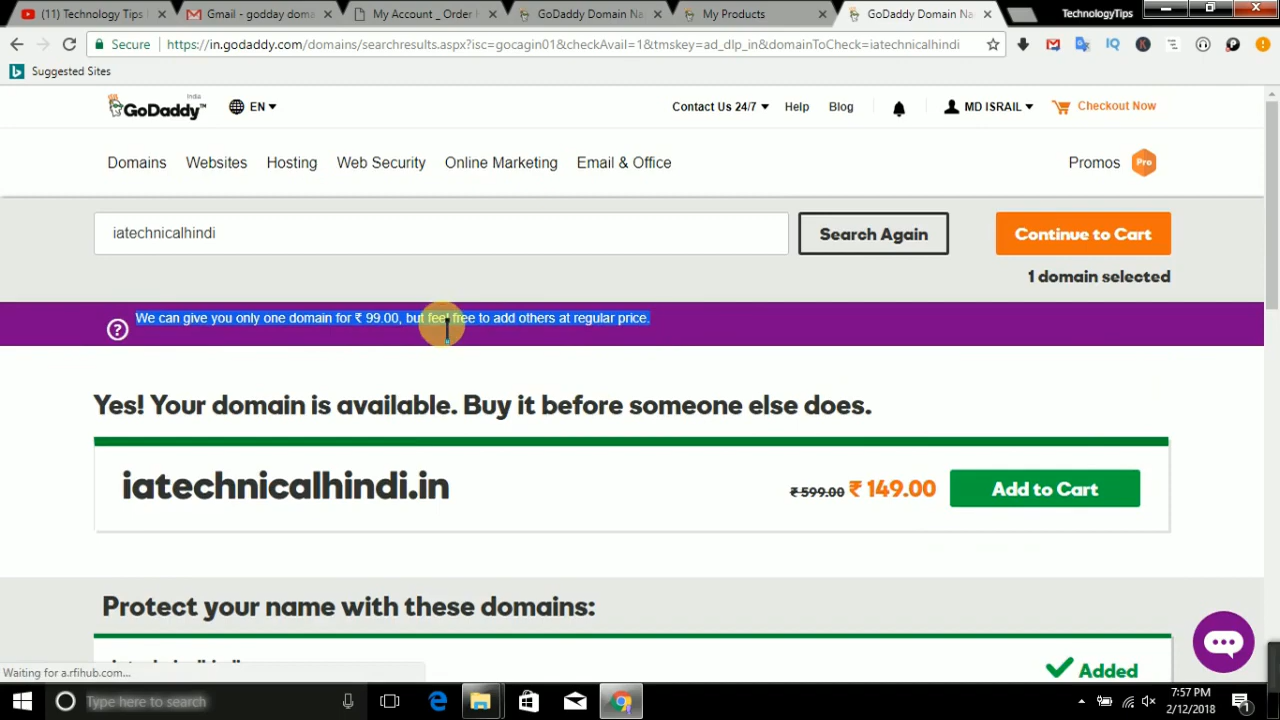 (11) Technology Tips
Gmail - godday dom
My Account: Orde
GoDaddy Domain Na
My Products
GoDaddy Domain Na
TechnologyTips
Secure
https://in.godaddy.com/domains/searchresults.aspx?isc=gocagin01&checkAvail=1&tmskey=ad_dlp_in&domainToCheck=iatechnicalhindi
Suggested Sites
India
GoDaddy™
EN
Contact Us 24/7
Help
Blog
MD ISRAIL
Checkout Now
Domains
Websites
Hosting
Web Security
Online Marketing
Email & Office
Promos
Pro
iatechnicalhindi
Search Again
Continue to Cart
1 domain selected
We can give you only one domain for ₹ 99.00, but feel free to add others at regular price.
Yes! Your domain is available. Buy it before someone else does.
iatechnicalhindi.in
₹ 599.00 ₹ 149.00
Add to Cart
Protect your name with these domains:
Added
Waiting for a.rfihub.com...
Type here to search
7:57 PM
2/12/2018